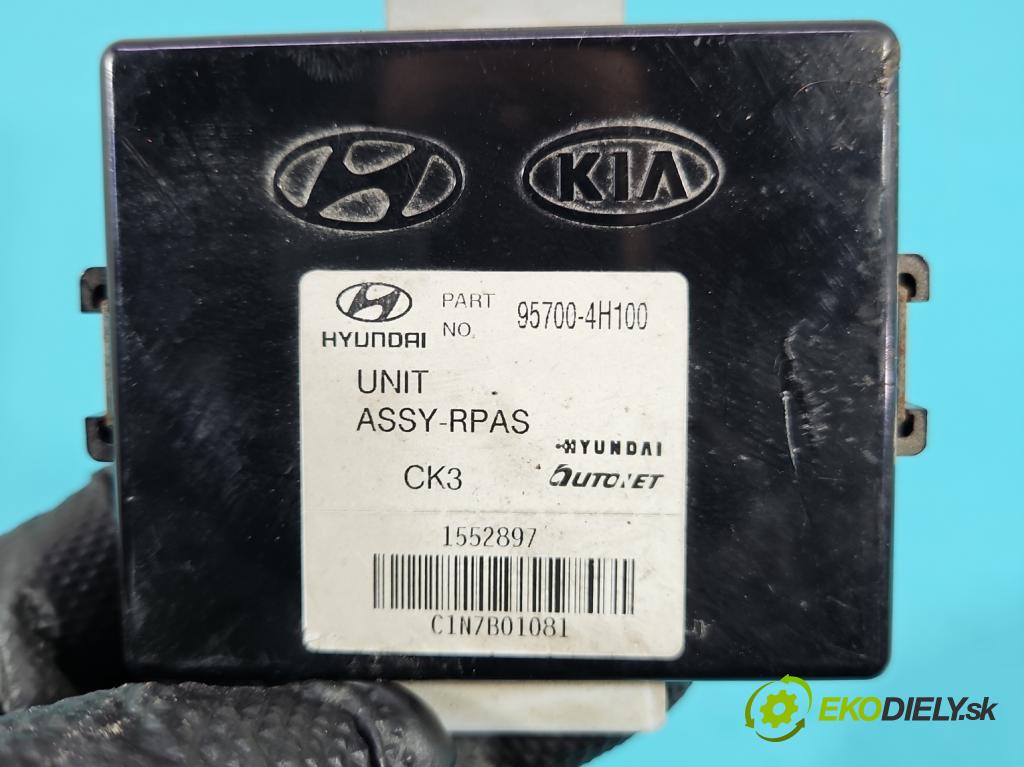 KIA
PART
NO. 95700-4H100
HYUNDAI
UNIT
ASSY-RPAS
HYUNDAI
CK3 AUTONET
1552897
C1N7B01081
EKODIELY.sk